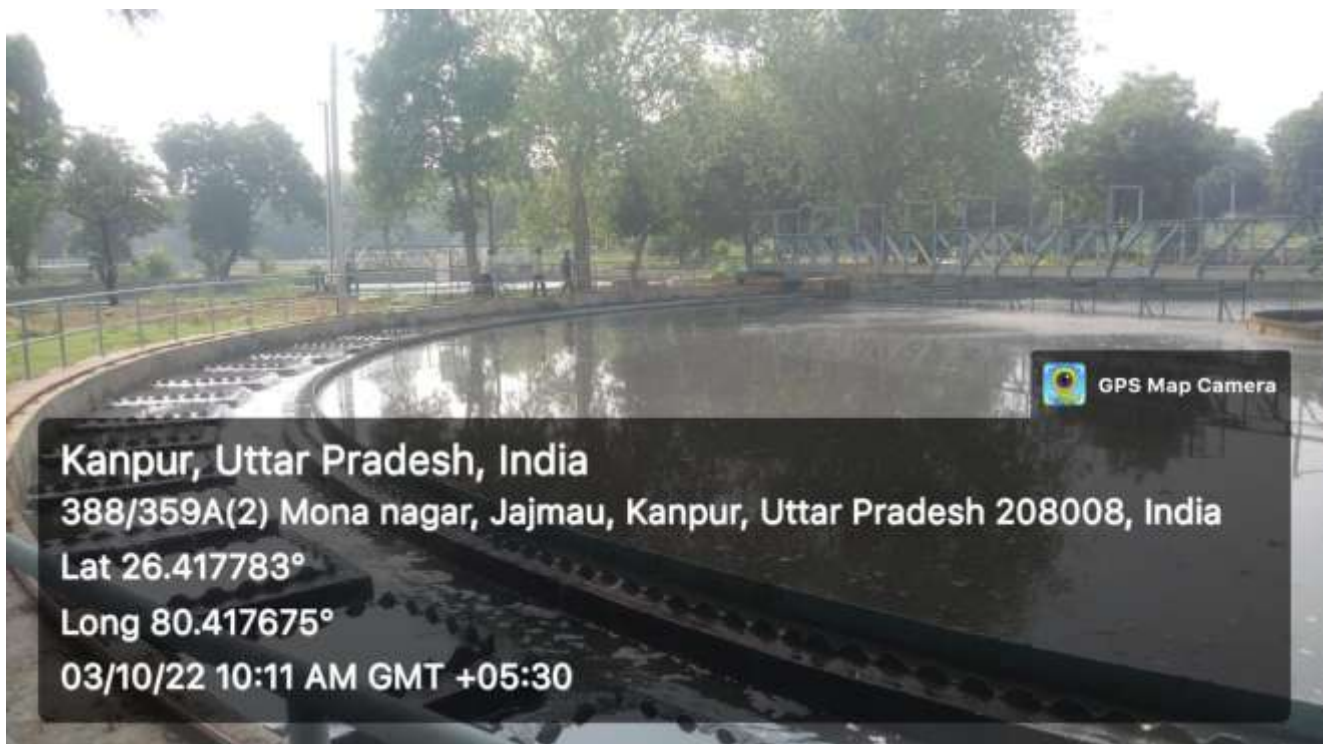 GPS Map Camera
Kanpur, Uttar Pradesh, India
388/359A(2) Mona nagar, Jajmau, Kanpur, Uttar Pradesh 208008, India
Lat 26.417783°
Long 80.417675°
03/10/22 10:11 AM GMT +05:30